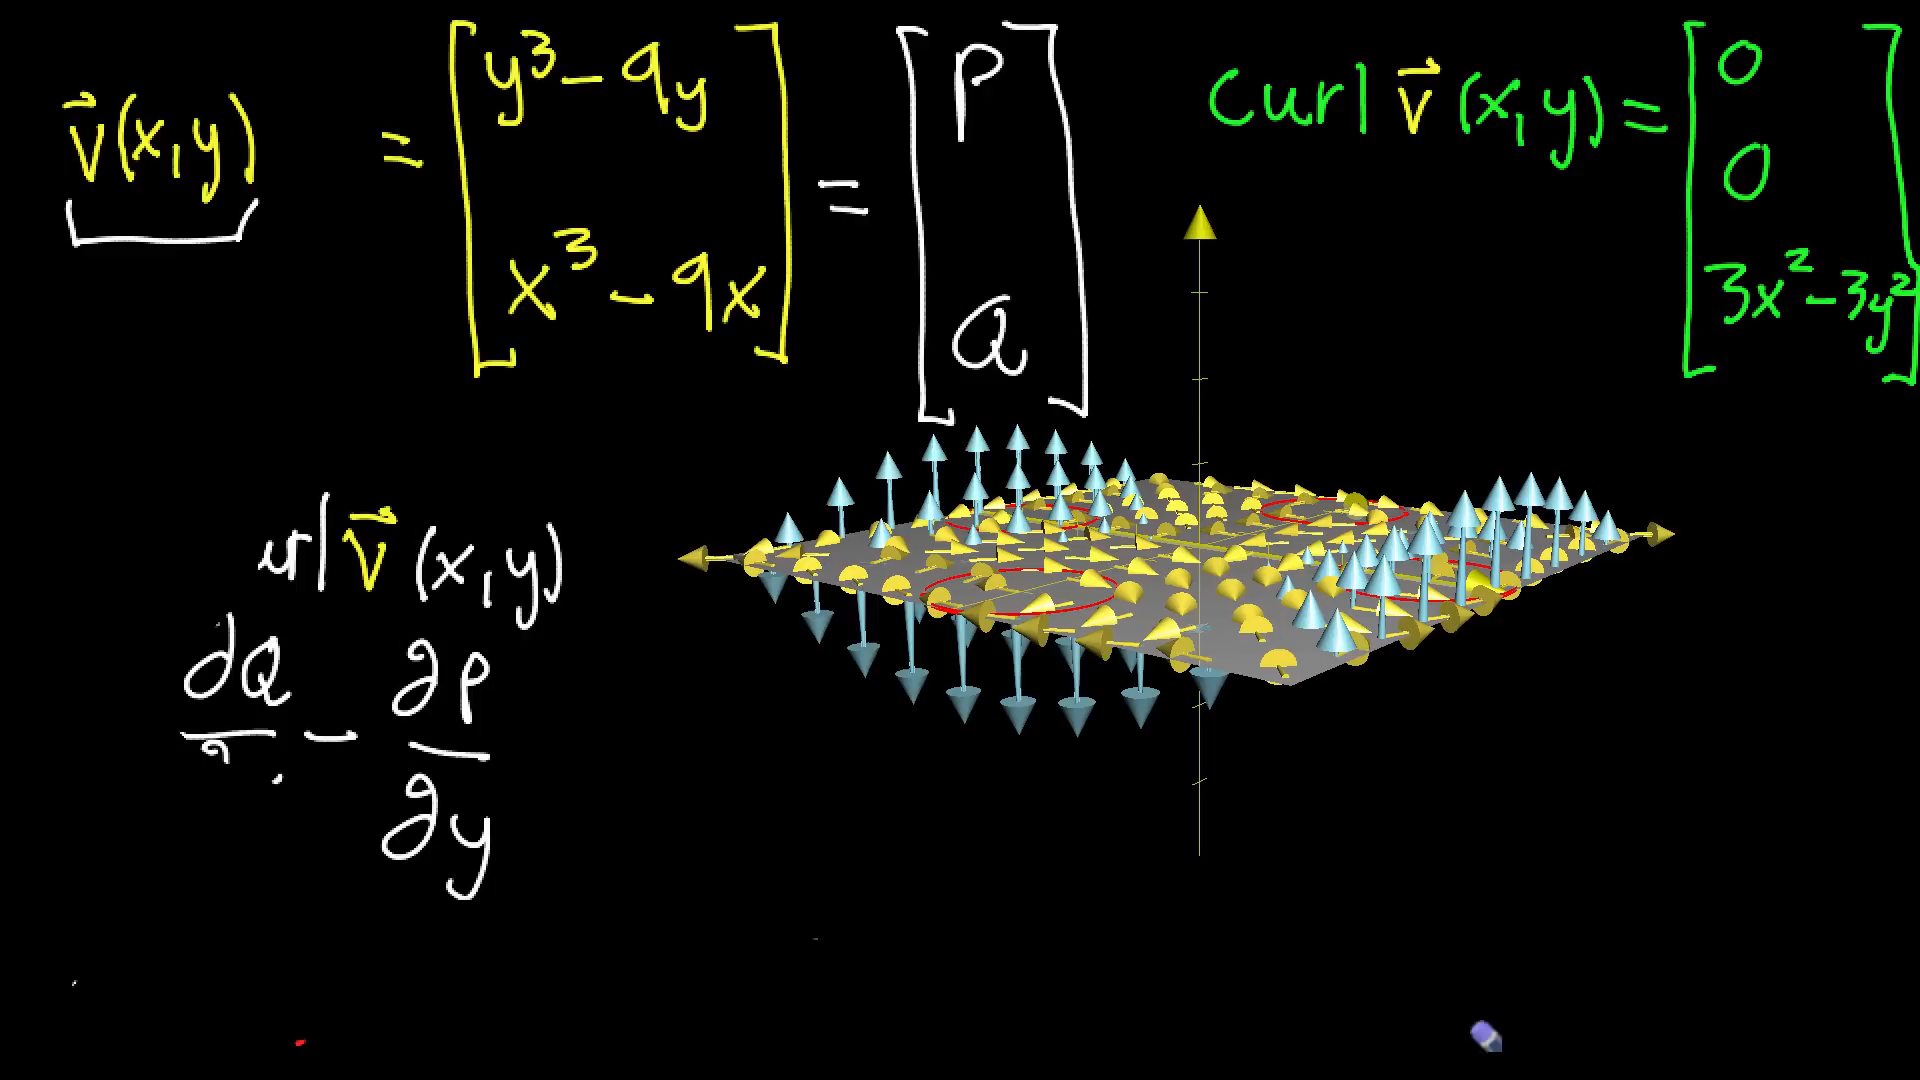 v⃗(x,y) = [y³ - 9y
x³ - 9x] = [P
Q]
Curl v⃗(x,y) = [0
0
3x² - 3y²]
url v⃗(x,y)
∂Q/∂ - ∂P/∂y